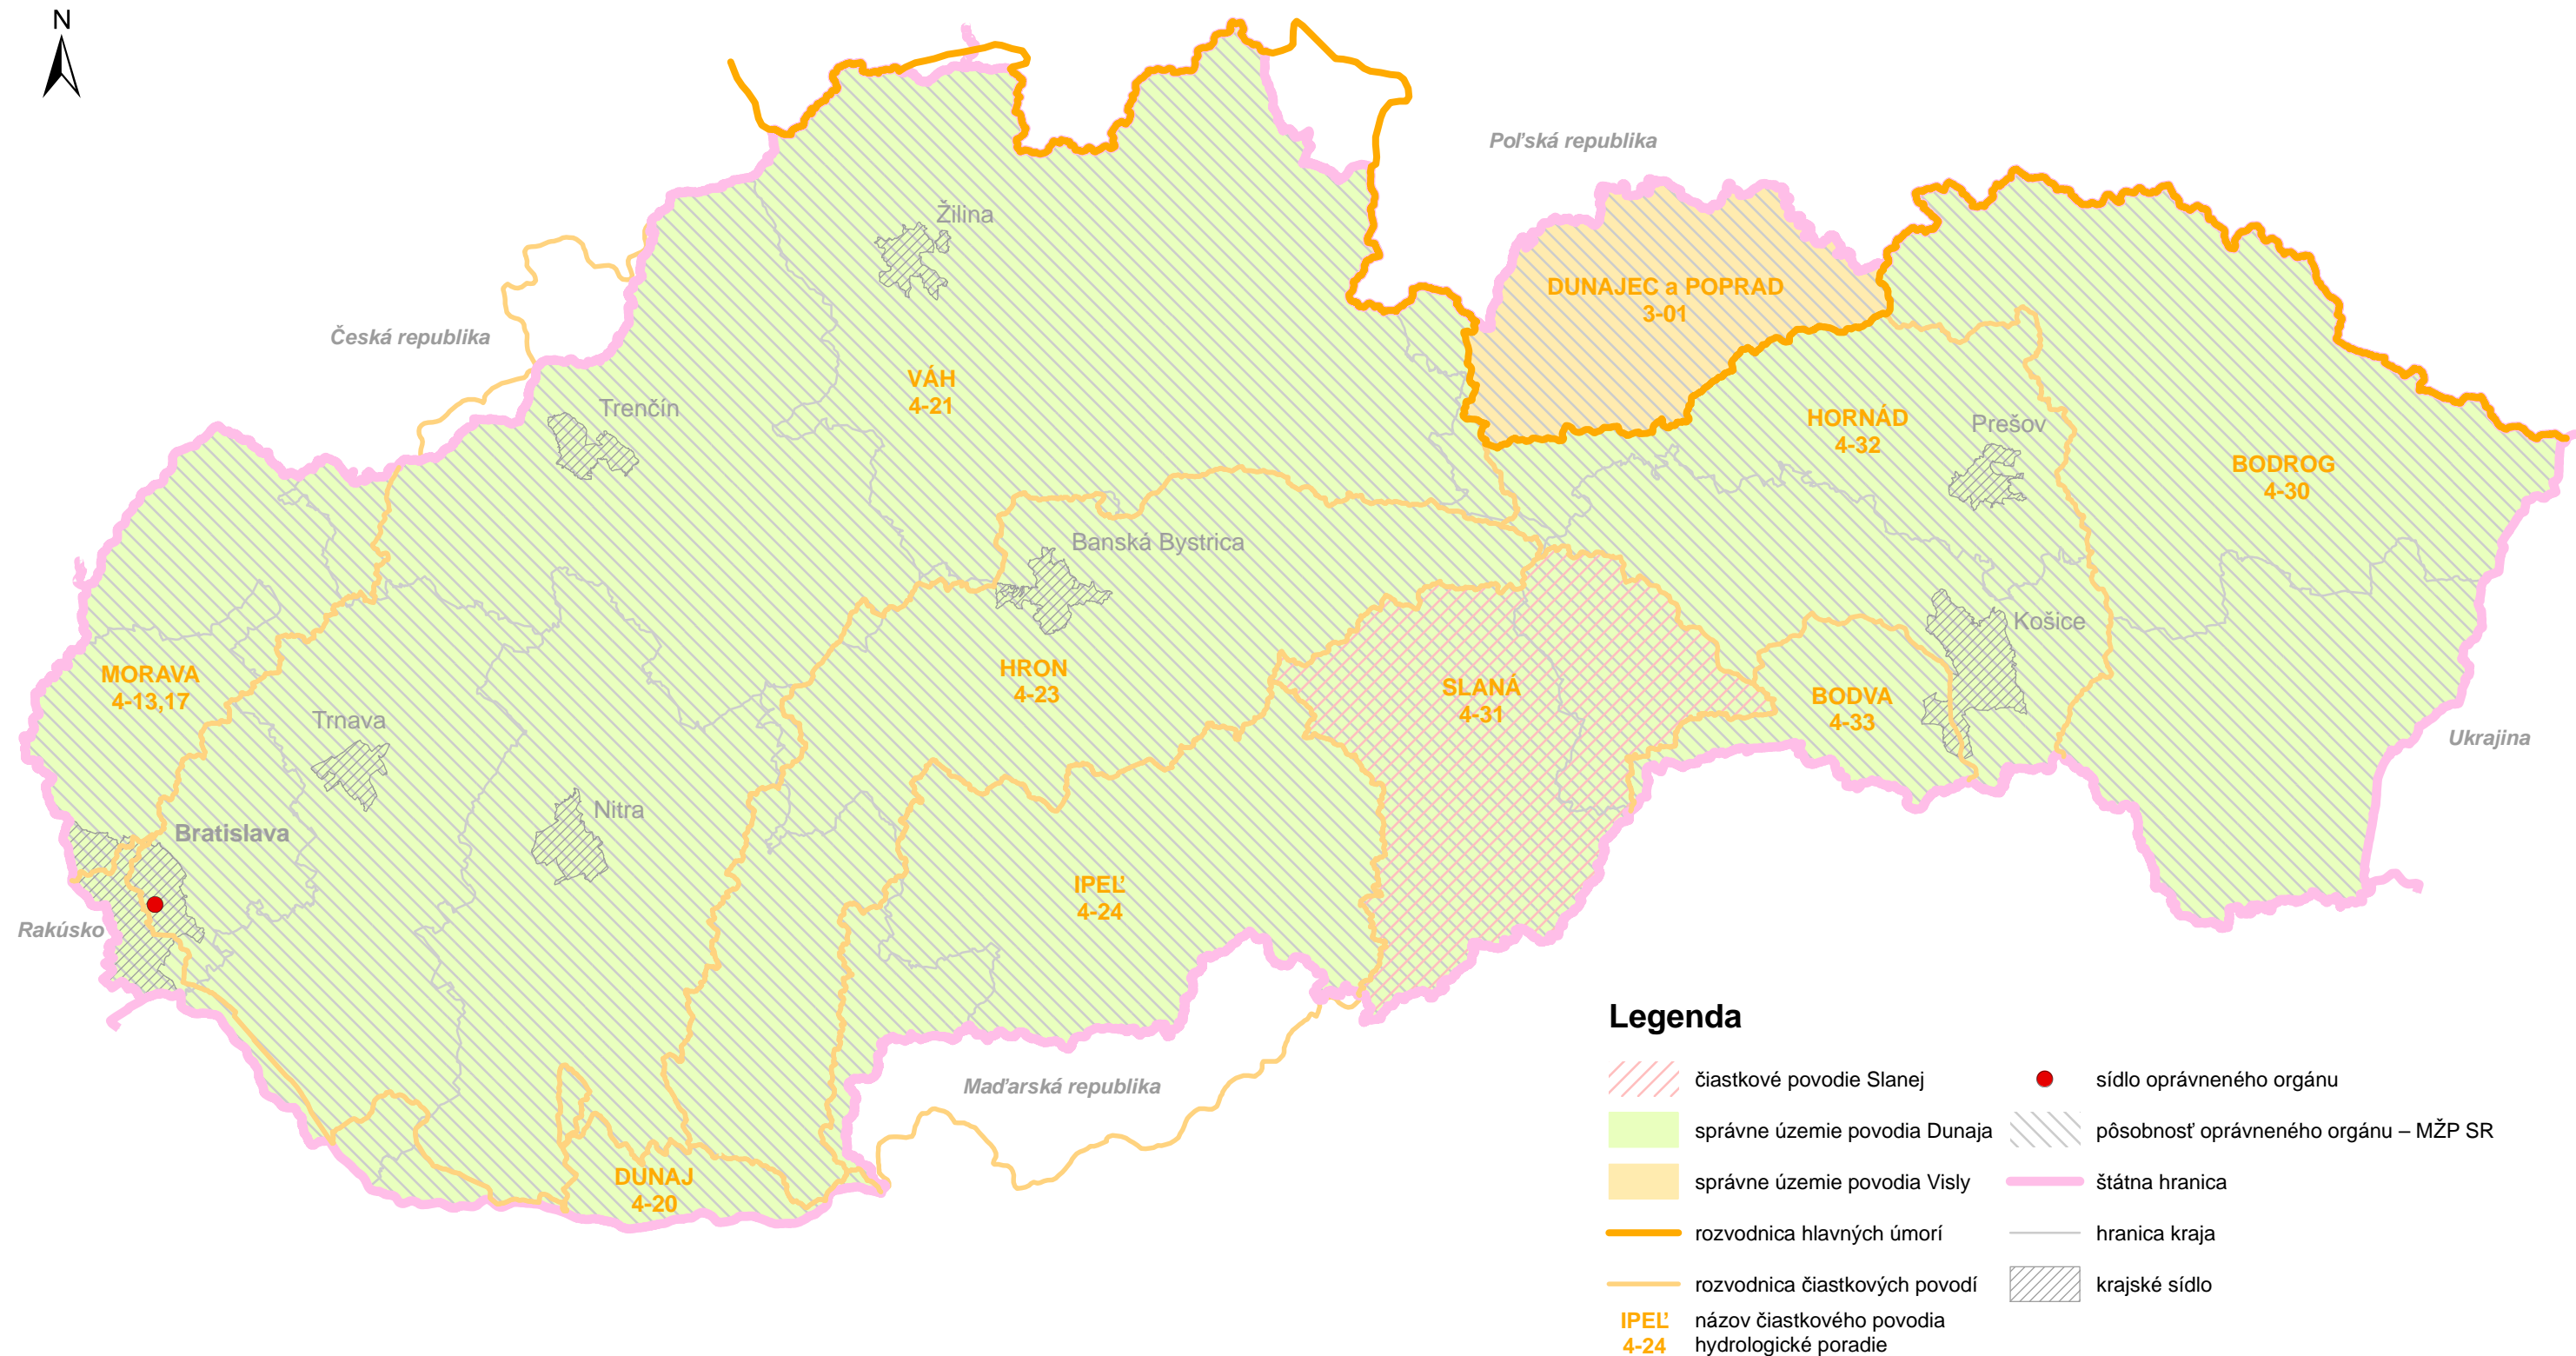 N
Poľská republika
Žilina
DUNAJEC a POPRAD
3-01
Česká republika
VÁH
4-21
Trenčín
HORNÁD
4-32
Prešov
BODROG
4-30
Banská Bystrica
Košice
MORAVA
4-13,17
HRON
4-23
SLANÁ
4-31
BODVA
4-33
Trnava
Ukrajina
Nitra
Bratislava
IPEĽ
4-24
Rakúsko
Maďarská republika
DUNAJ
4-20
Legenda
čiastkové povodie Slanej
správne územie povodia Dunaja
správne územie povodia Visly
rozvodnica hlavných úmorí
rozvodnica čiastkových povodí
IPEĽ názov čiastkového povodia
4-24 hydrologické poradie
sídlo oprávneného orgánu
pôsobnosť oprávneného orgánu – MŽP SR
štátna hranica
hranica kraja
krajské sídlo